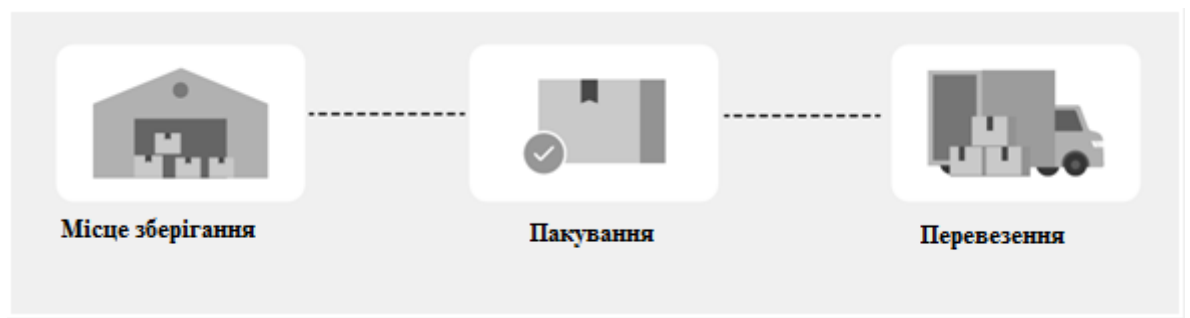 Місце зберігання
Пакування
Перевезення